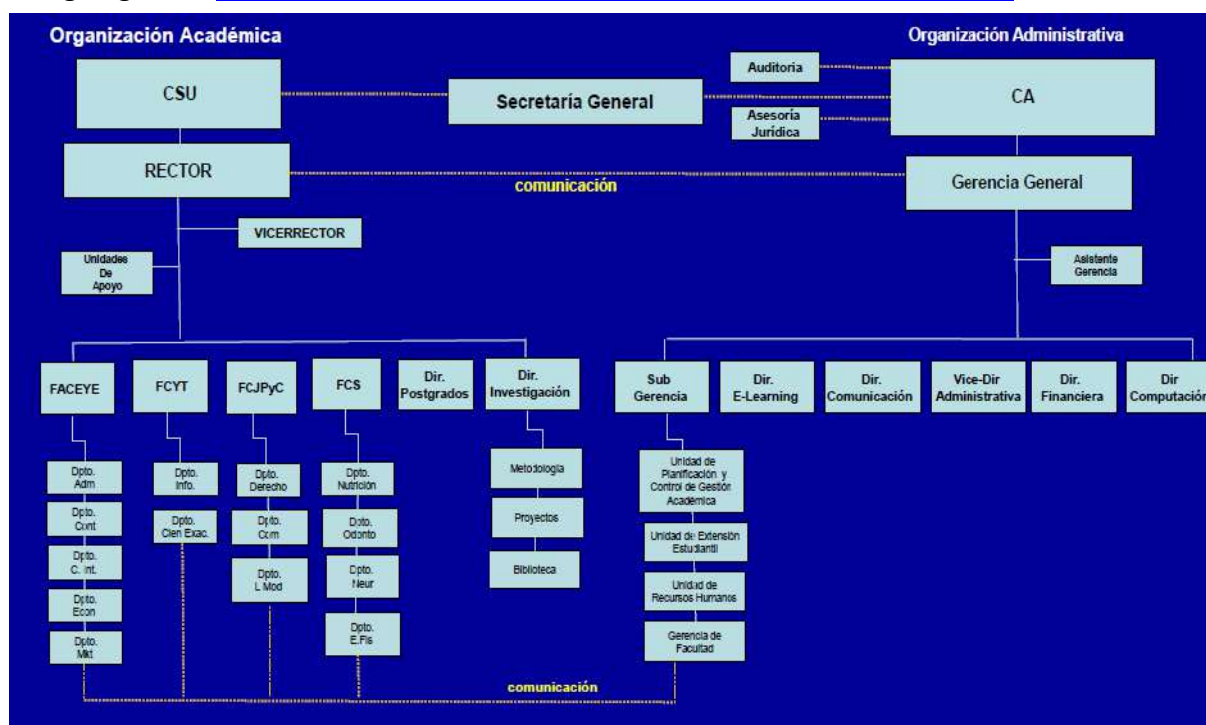 Organización Académica
Organización Administrativa
CSU
Secretaría General
Auditoria
Asesoría
Jurídica
CA
RECTOR
comunicación
Gerencia General
VICERRECTOR
Unidades
De
Apoyo
Asistente
Gerencia
FACEYE
FCYT
FCJPyC
FCS
Dir.
Postgrados
Dir.
Investigación
Sub
Gerencia
Dir.
E-Learning
Dir.
Comunicación
Vice-Dir
Administrativa
Dir.
Financiera
Dir
Computación
Dpto.
Adm
Dpto.
Cont
Dpto.
C. Int.
Dpto.
Econ
Dpto.
Mkt
Dpto.
Info.
Dpto.
Cien Exac.
Dpto.
Derecho
Dpto.
Com
Dpto.
L Mod
Dpto.
Nutrición
Dpto.
Odonto
Dpto.
Neur
Dpto.
E.Fis
Metodología
Proyectos
Biblioteca
Unidad de
Planificación y
Control de Gestión
Académica
Unidad de Extensión
Estudiantil
Unidad de
Recursos Humanos
Gerencia de
Facultad
comunicación